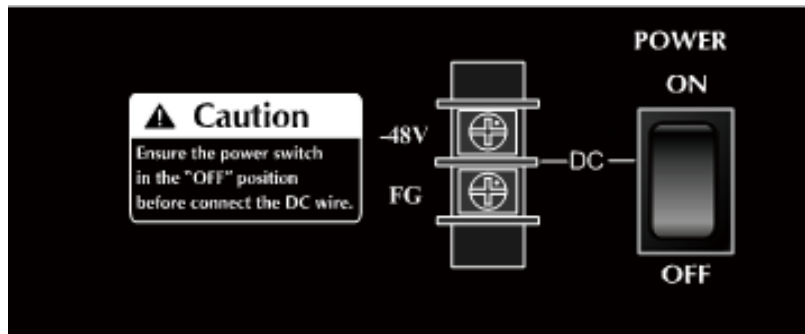 POWER
ON
Caution
Ensure the power switch
in the "OFF" position
before connect the DC wire.
-48V
DC
FG
OFF